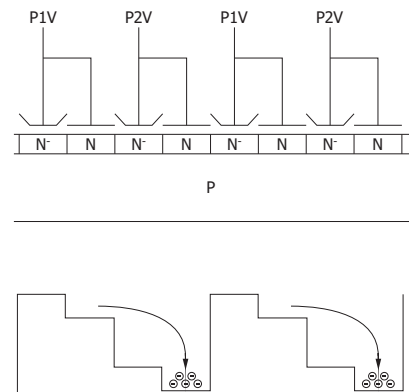 P1V P2V P1V P2V
N⁻ N N⁻ N N⁻ N N⁻ N
P
⊖ ⊖
⊖ ⊖ ⊖
⊖ ⊖
⊖ ⊖ ⊖